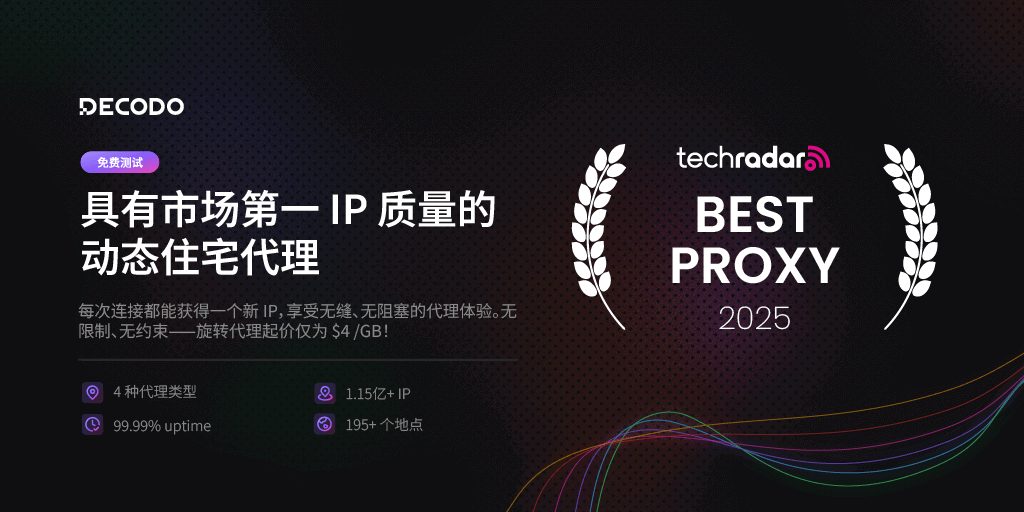 DECODO
免费测试
具有市场第一 IP 质量的
动态住宅代理
每次连接都能获得一个新 IP，享受无缝、无阻塞的代理体验。无
限制、无约束——旋转代理起价仅为 $4 /GB！
4 种代理类型
1.15亿+ IP
99.99% uptime
195+ 个地点
techradar
BEST
PROXY
2025